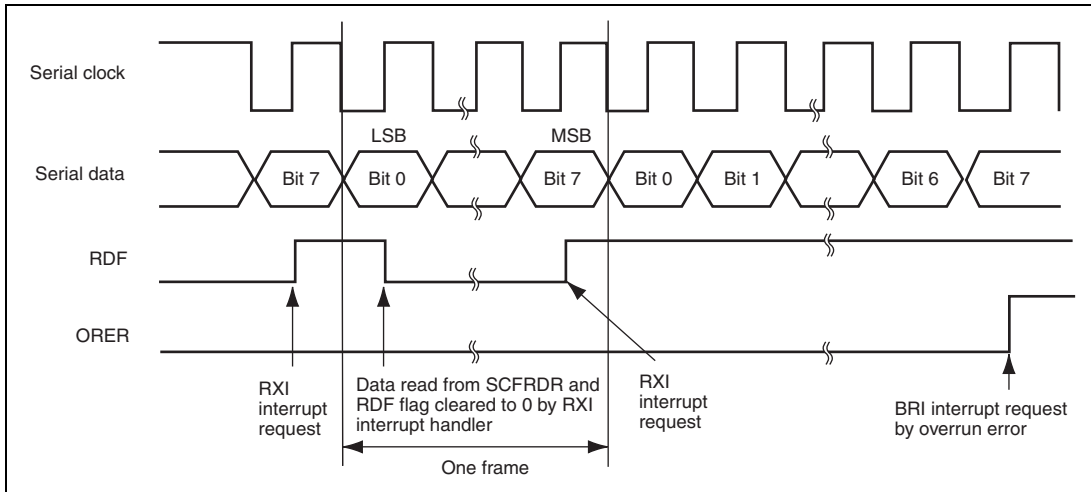 Serial clock
LSB
MSB
Serial data
Bit 7
Bit 0
Bit 7
Bit 0
Bit 1
Bit 6
Bit 7
RDF
ORER
RXI
interrupt
request
Data read from SCFRDR and
RDF flag cleared to 0 by RXI
interrupt handler
RXI
interrupt
request
BRI interrupt request
by overrun error
One frame